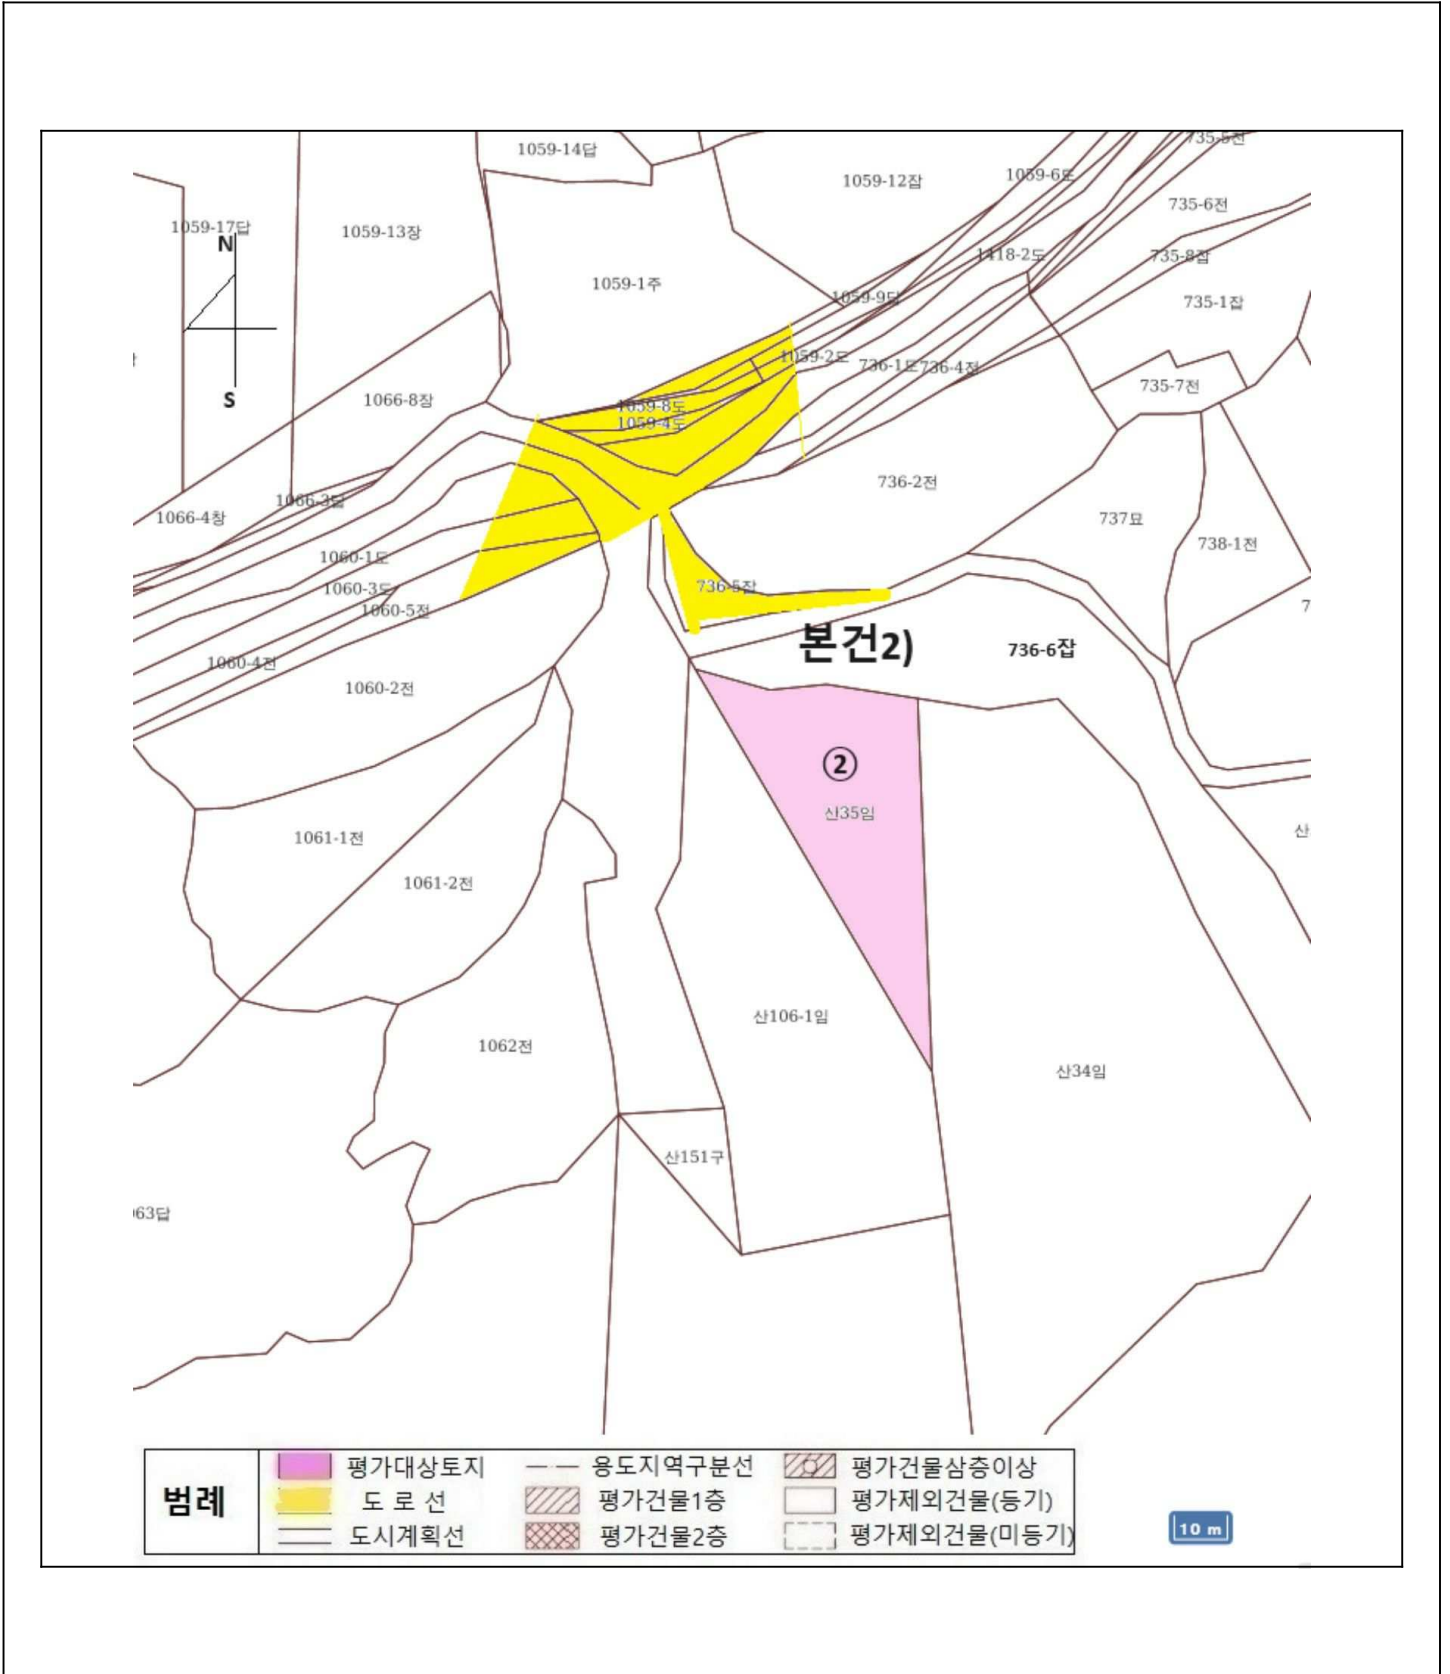 1059-14답
735-5전
1059-12잡
1059-6도
735-6전
1059-17답
1059-13장
N
1418-2도
735-8잡
1059-1주
1059-9답
735-1잡
1059-2도
736-1도
736-4전
735-7전
S
1066-8장
1059-8도
1059-4도
736-2전
1066-3답
1066-4창
737묘
738-1전
1060-1도
1060-3도
736-5잡
7
1060-5전
본건2)
736-6잡
1060-4전
1060-2전
②
산35임
산
1061-1전
1061-2전
산106-1임
1062전
산34임
산151구
063답
범례
평가대상토지
용도지역구분선
평가건물삼층이상
도 로 선
평가건물1층
평가제외건물(등기)
도시계획선
평가건물2층
평가제외건물(미등기)
10 m